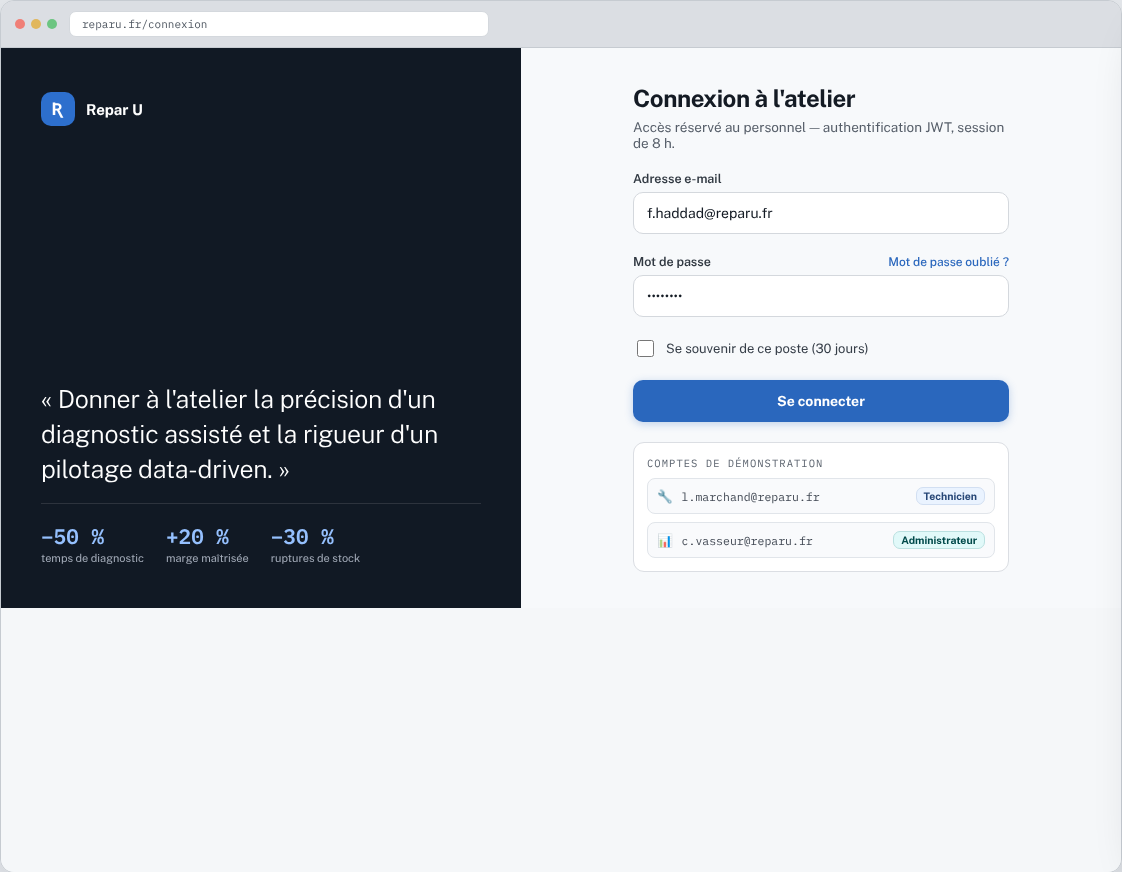 reparu.fr/connexion
R
Repar U
« Donner à l'atelier la précision d'un
diagnostic assisté et la rigueur d'un
pilotage data-driven. »
−50 %
temps de diagnostic
+20 %
marge maîtrisée
−30 %
ruptures de stock
Connexion à l'atelier
Accès réservé au personnel — authentification JWT, session
de 8 h.
Adresse e-mail
f.haddad@reparu.fr
Mot de passe
Mot de passe oublié ?
••••••••
Se souvenir de ce poste (30 jours)
Se connecter
COMPTES DE DÉMONSTRATION
l.marchand@reparu.fr
Technicien
c.vasseur@reparu.fr
Administrateur